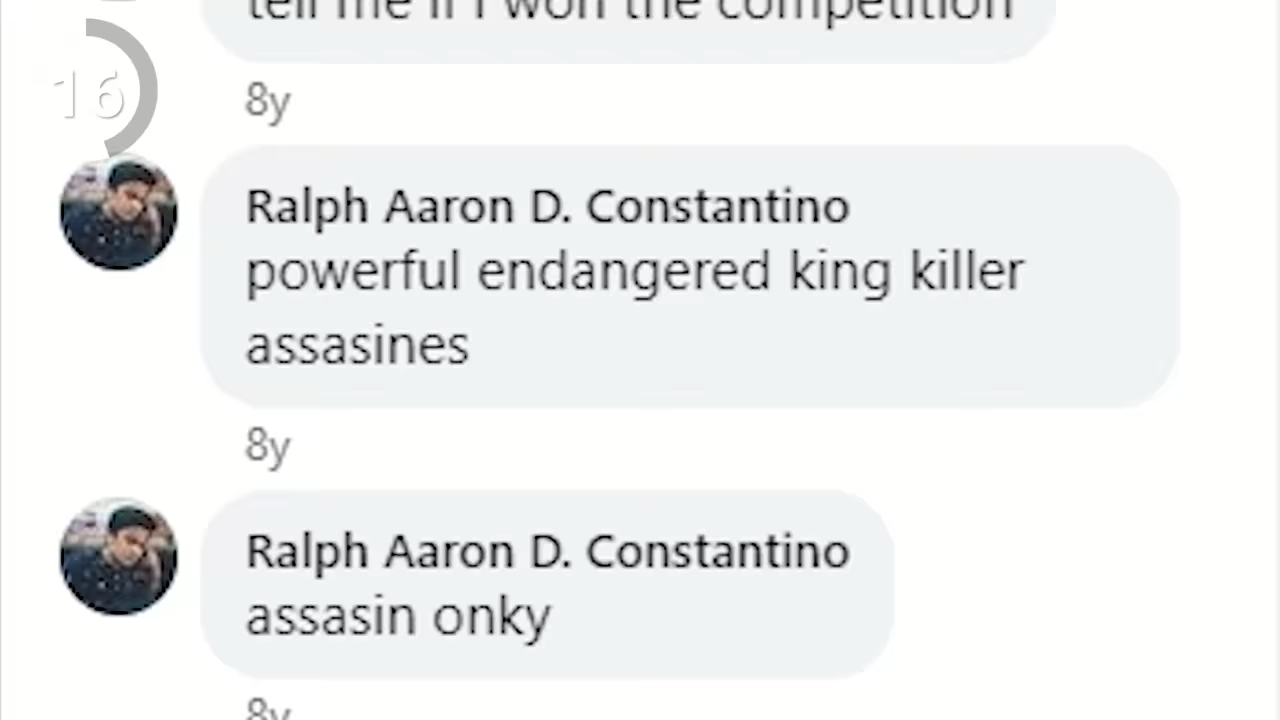 tell me if i won the competition
8y
16
Ralph Aaron D. Constantino
powerful endangered king killer
assasines
8y
Ralph Aaron D. Constantino
assasin onky
8y